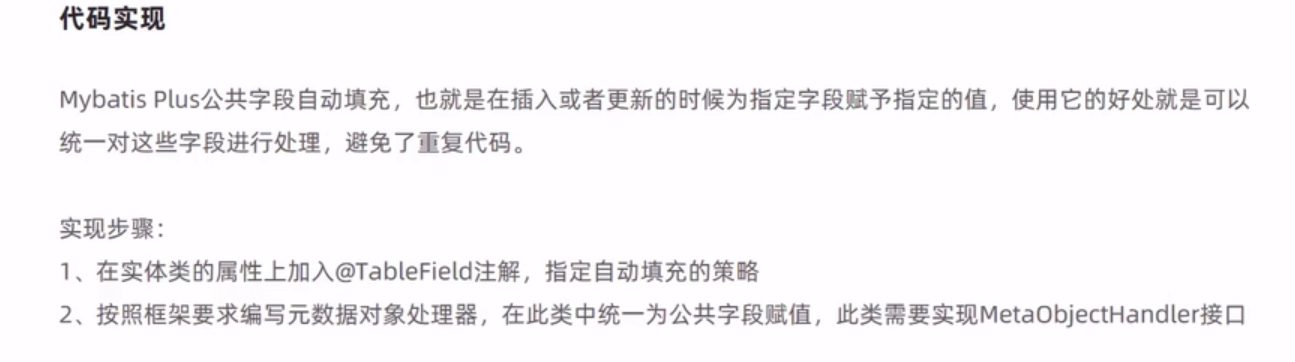 代码实现
Mybatis Plus公共字段自动填充，也就是在插入或者更新的时候为指定字段赋予指定的值，使用它的好处就是可以
统一对这些字段进行处理，避免了重复代码。
实现步骤：
1、在实体类的属性上加入@TableField注解，指定自动填充的策略
2、按照框架要求编写元数据对象处理器，在此类中统一为公共字段赋值，此类需要实现MetaObjectHandler接口